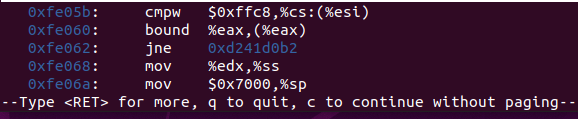 0xfe05b: cmpw $0xffc8,%cs:(%esi)
0xfe060: bound %eax,(%eax)
0xfe062: jne 0xd241d0b2
0xfe068: mov %edx,%ss
0xfe06a: mov $0x7000,%sp
--Type <RET> for more, q to quit, c to continue without paging--